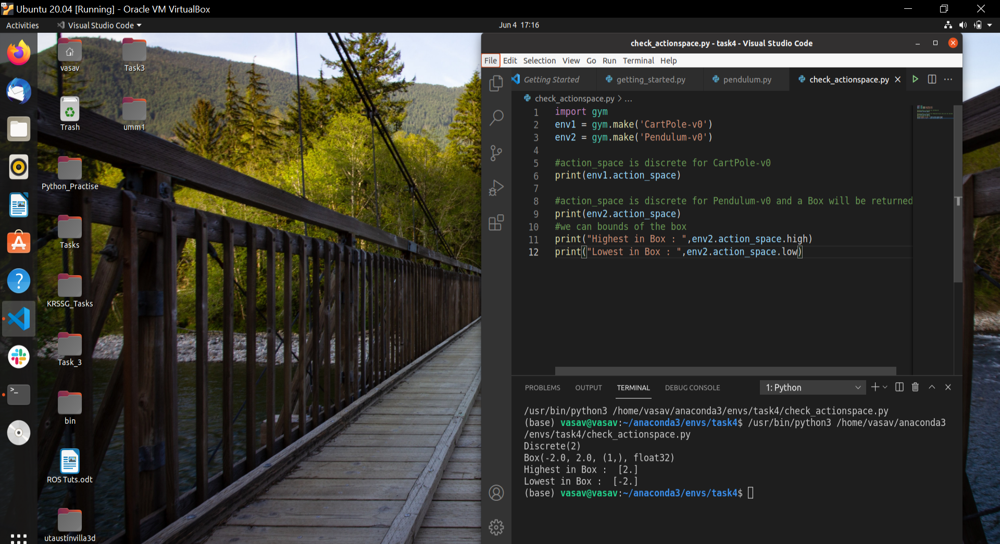 Ubuntu 20.04 [Running] - Oracle VM VirtualBox
Activities
Visual Studio Code
Jun 4 17:16
vasav
Task3
Trash
umm1
Python_Practise
Tasks
KRSSG_Tasks
Task_3
bin
ROS Tuts.odt
utaustinvilla3d
check_actionspace.py - task4 - Visual Studio Code
File Edit Selection View Go Run Terminal Help
Getting Started getting_started.py pendulum.py check_actionspace.py
check_actionspace.py > ...
1 import gym
2 env1 = gym.make('CartPole-v0')
3 env2 = gym.make('Pendulum-v0')
4
5 #action_space is discrete for CartPole-v0
6 print(env1.action_space)
7
8 #action_space is discrete for Pendulum-v0 and a Box will be returned
9 print(env2.action_space)
10 #we can bounds of the box
11 print("Highest in Box : ",env2.action_space.high)
12 print("Lowest in Box : ",env2.action_space.low)
PROBLEMS OUTPUT TERMINAL DEBUG CONSOLE 1: Python
/usr/bin/python3 /home/vasav/anaconda3/envs/task4/check_actionspace.py
(base) vasav@vasav:~/anaconda3/envs/task4$ /usr/bin/python3 /home/vasav/anaconda3
/envs/task4/check_actionspace.py
Discrete(2)
Box(-2.0, 2.0, (1,), float32)
Highest in Box :  [2.]
Lowest in Box :  [-2.]
(base) vasav@vasav:~/anaconda3/envs/task4$